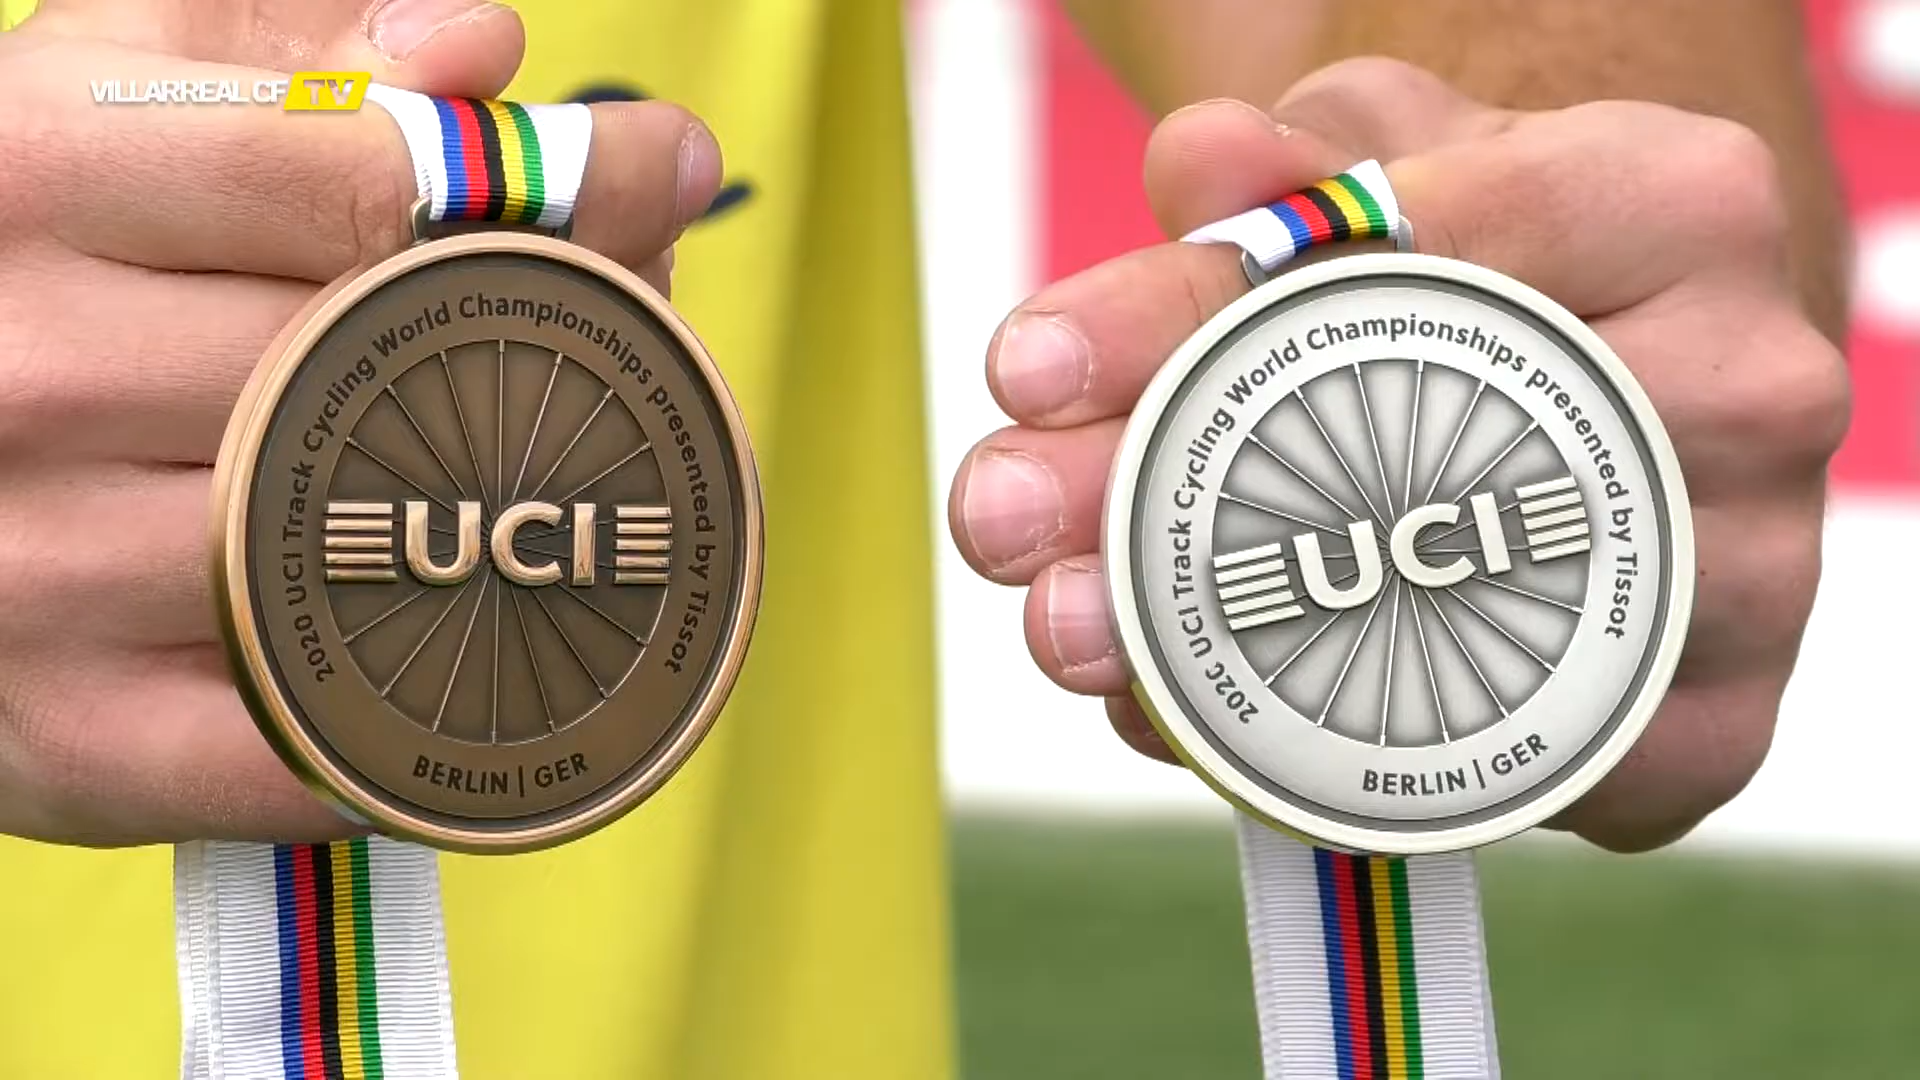 VILLARREAL CF TV
2020 UCI Track Cycling World Championships presented by Tissot
UCI
BERLIN | GER
2020 UCI Track Cycling World Championships presented by Tissot
UCI
BERLIN | GER